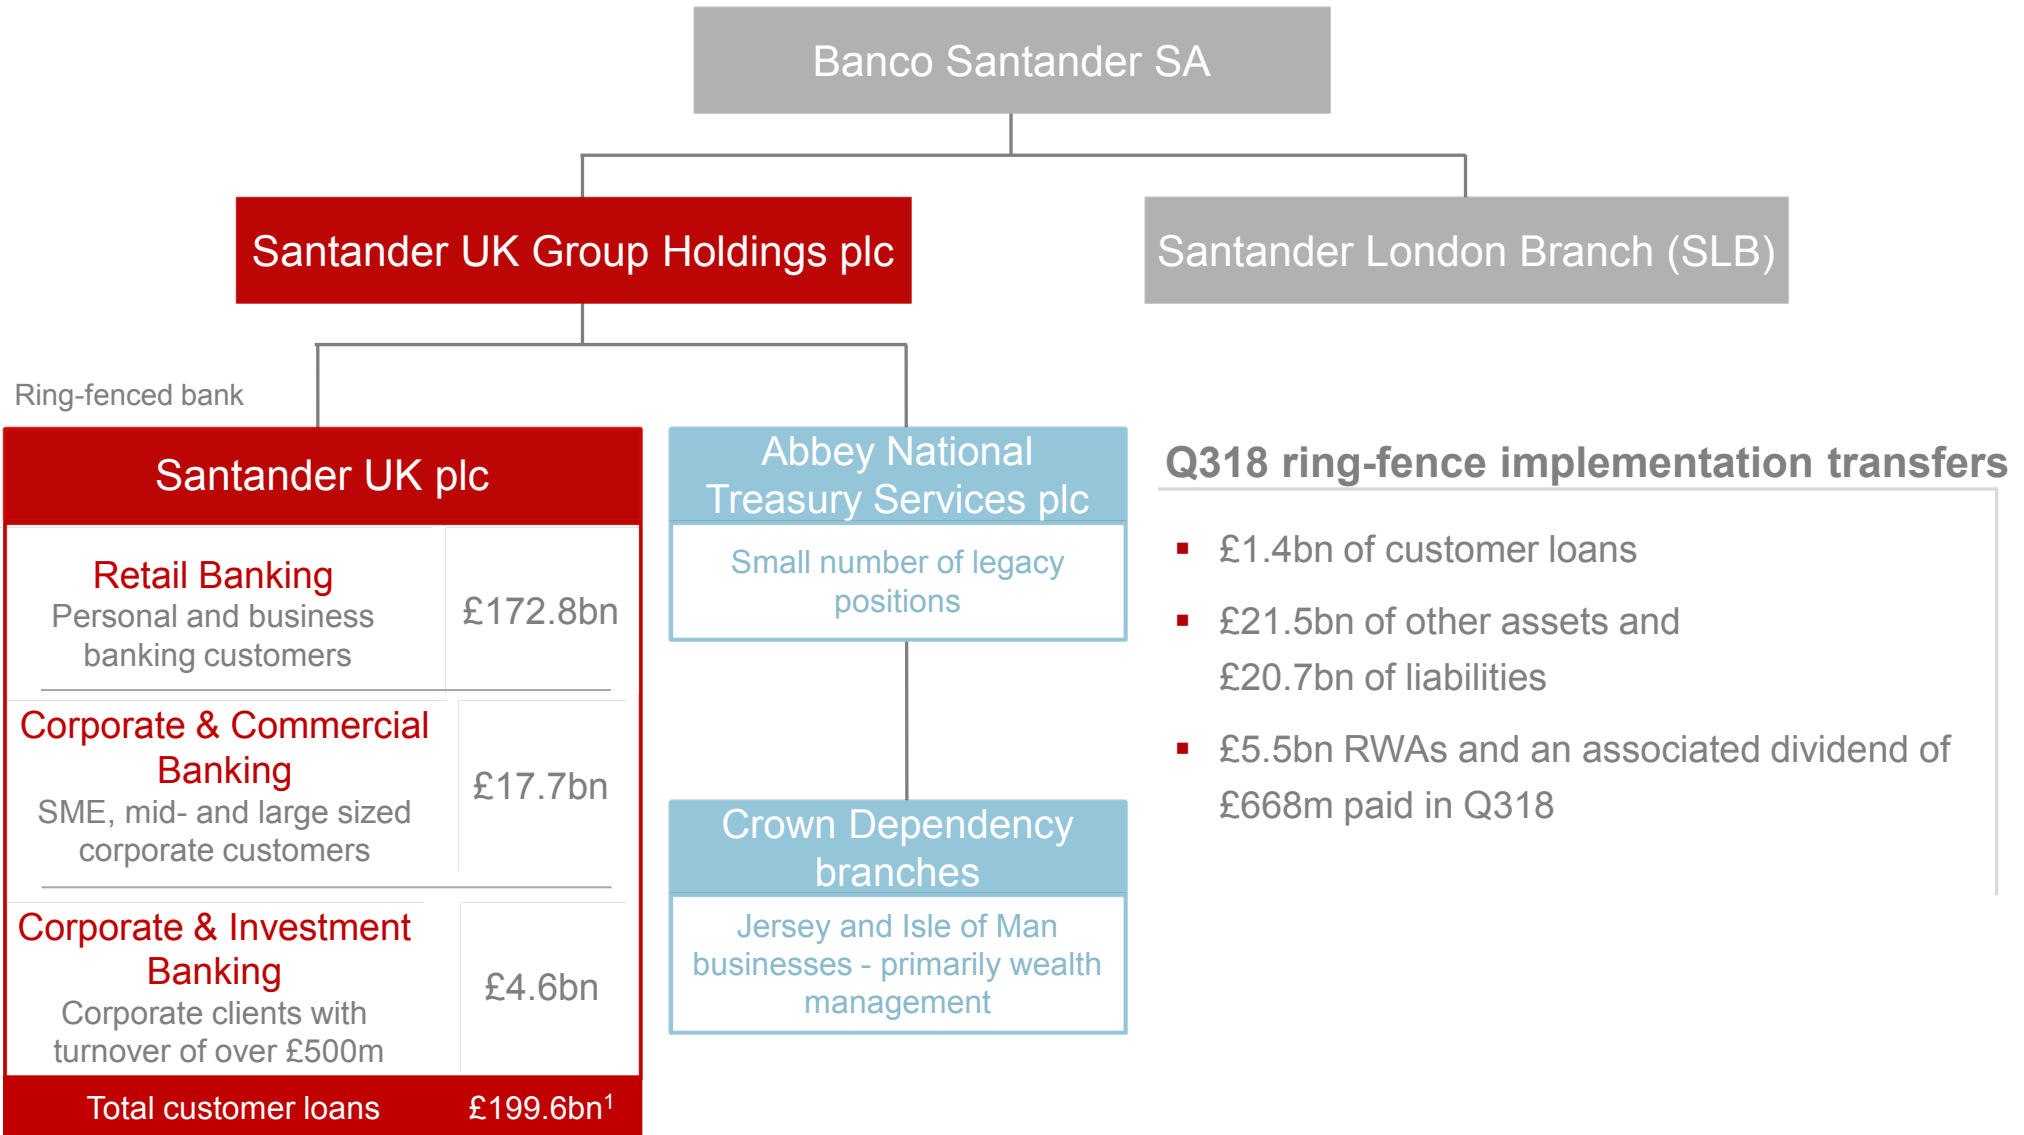 Banco Santander SA
Santander UK Group Holdings plc
Santander London Branch (SLB)
Ring-fenced bank
Santander UK plc
Retail Banking
Personal and business
banking customers
£172.8bn
Corporate & Commercial
Banking
SME, mid- and large sized
corporate customers
£17.7bn
Corporate & Investment
Banking
Corporate clients with
turnover of over £500m
£4.6bn
Total customer loans £199.6bn¹
Abbey National
Treasury Services plc
Small number of legacy
positions
Crown Dependency
branches
Jersey and Isle of Man
businesses - primarily wealth
management
Q318 ring-fence implementation transfers
▪ £1.4bn of customer loans
▪ £21.5bn of other assets and
£20.7bn of liabilities
▪ £5.5bn RWAs and an associated dividend of
£668m paid in Q318